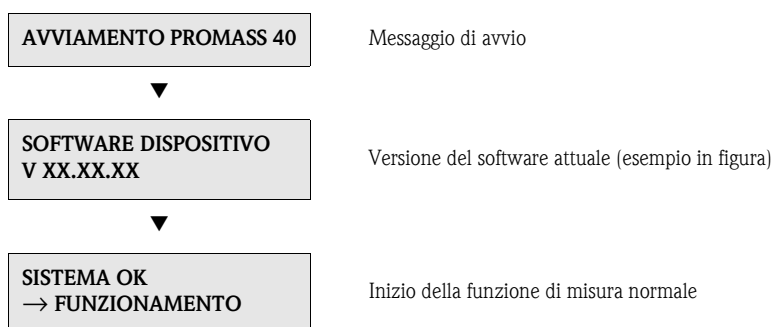 AVVIAMENTO PROMASS 40
Messaggio di avvio
▼
SOFTWARE DISPOSITIVO
V XX.XX.XX
Versione del software attuale (esempio in figura)
▼
SISTEMA OK
→ FUNZIONAMENTO
Inizio della funzione di misura normale